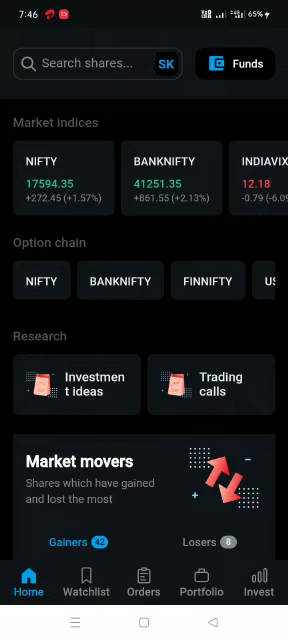 7:46 65%
Search shares... SK Funds
Market indices
NIFTY BANKNIFTY INDIAVIX
17594.35 41251.35 12.18
+272.45 (+1.57%) +861.55 (+2.13%) -0.79 (-6.09
Option chain
NIFTY BANKNIFTY FINNIFTY US
Research
Investmen Trading
t ideas calls
Market movers
Shares which have gained
and lost the most
Gainers 42 Losers 8
Home Watchlist Orders Portfolio Invest